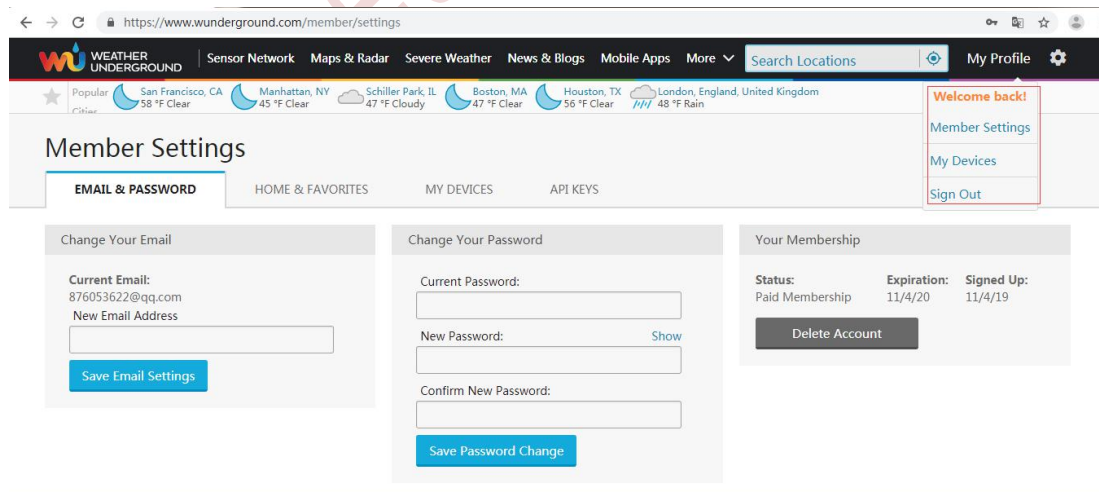 https://www.wunderground.com/member/settings
WEATHER UNDERGROUND
Sensor Network Maps & Radar Severe Weather News & Blogs Mobile Apps More Search Locations My Profile
Popular Cities
San Francisco, CA
58 °F Clear
Manhattan, NY
45 °F Clear
Schiller Park, IL
47 °F Cloudy
Boston, MA
47 °F Clear
Houston, TX
56 °F Clear
London, England, United Kingdom
48 °F Rain
Welcome back!
Member Settings
My Devices
Sign Out
Member Settings
EMAIL & PASSWORD HOME & FAVORITES MY DEVICES API KEYS
Change Your Email
Current Email:
876053622@qq.com
New Email Address
Save Email Settings
Change Your Password
Current Password:
New Password: Show
Confirm New Password:
Save Password Change
Your Membership
Status: Expiration: Signed Up:
Paid Membership 11/4/20 11/4/19
Delete Account